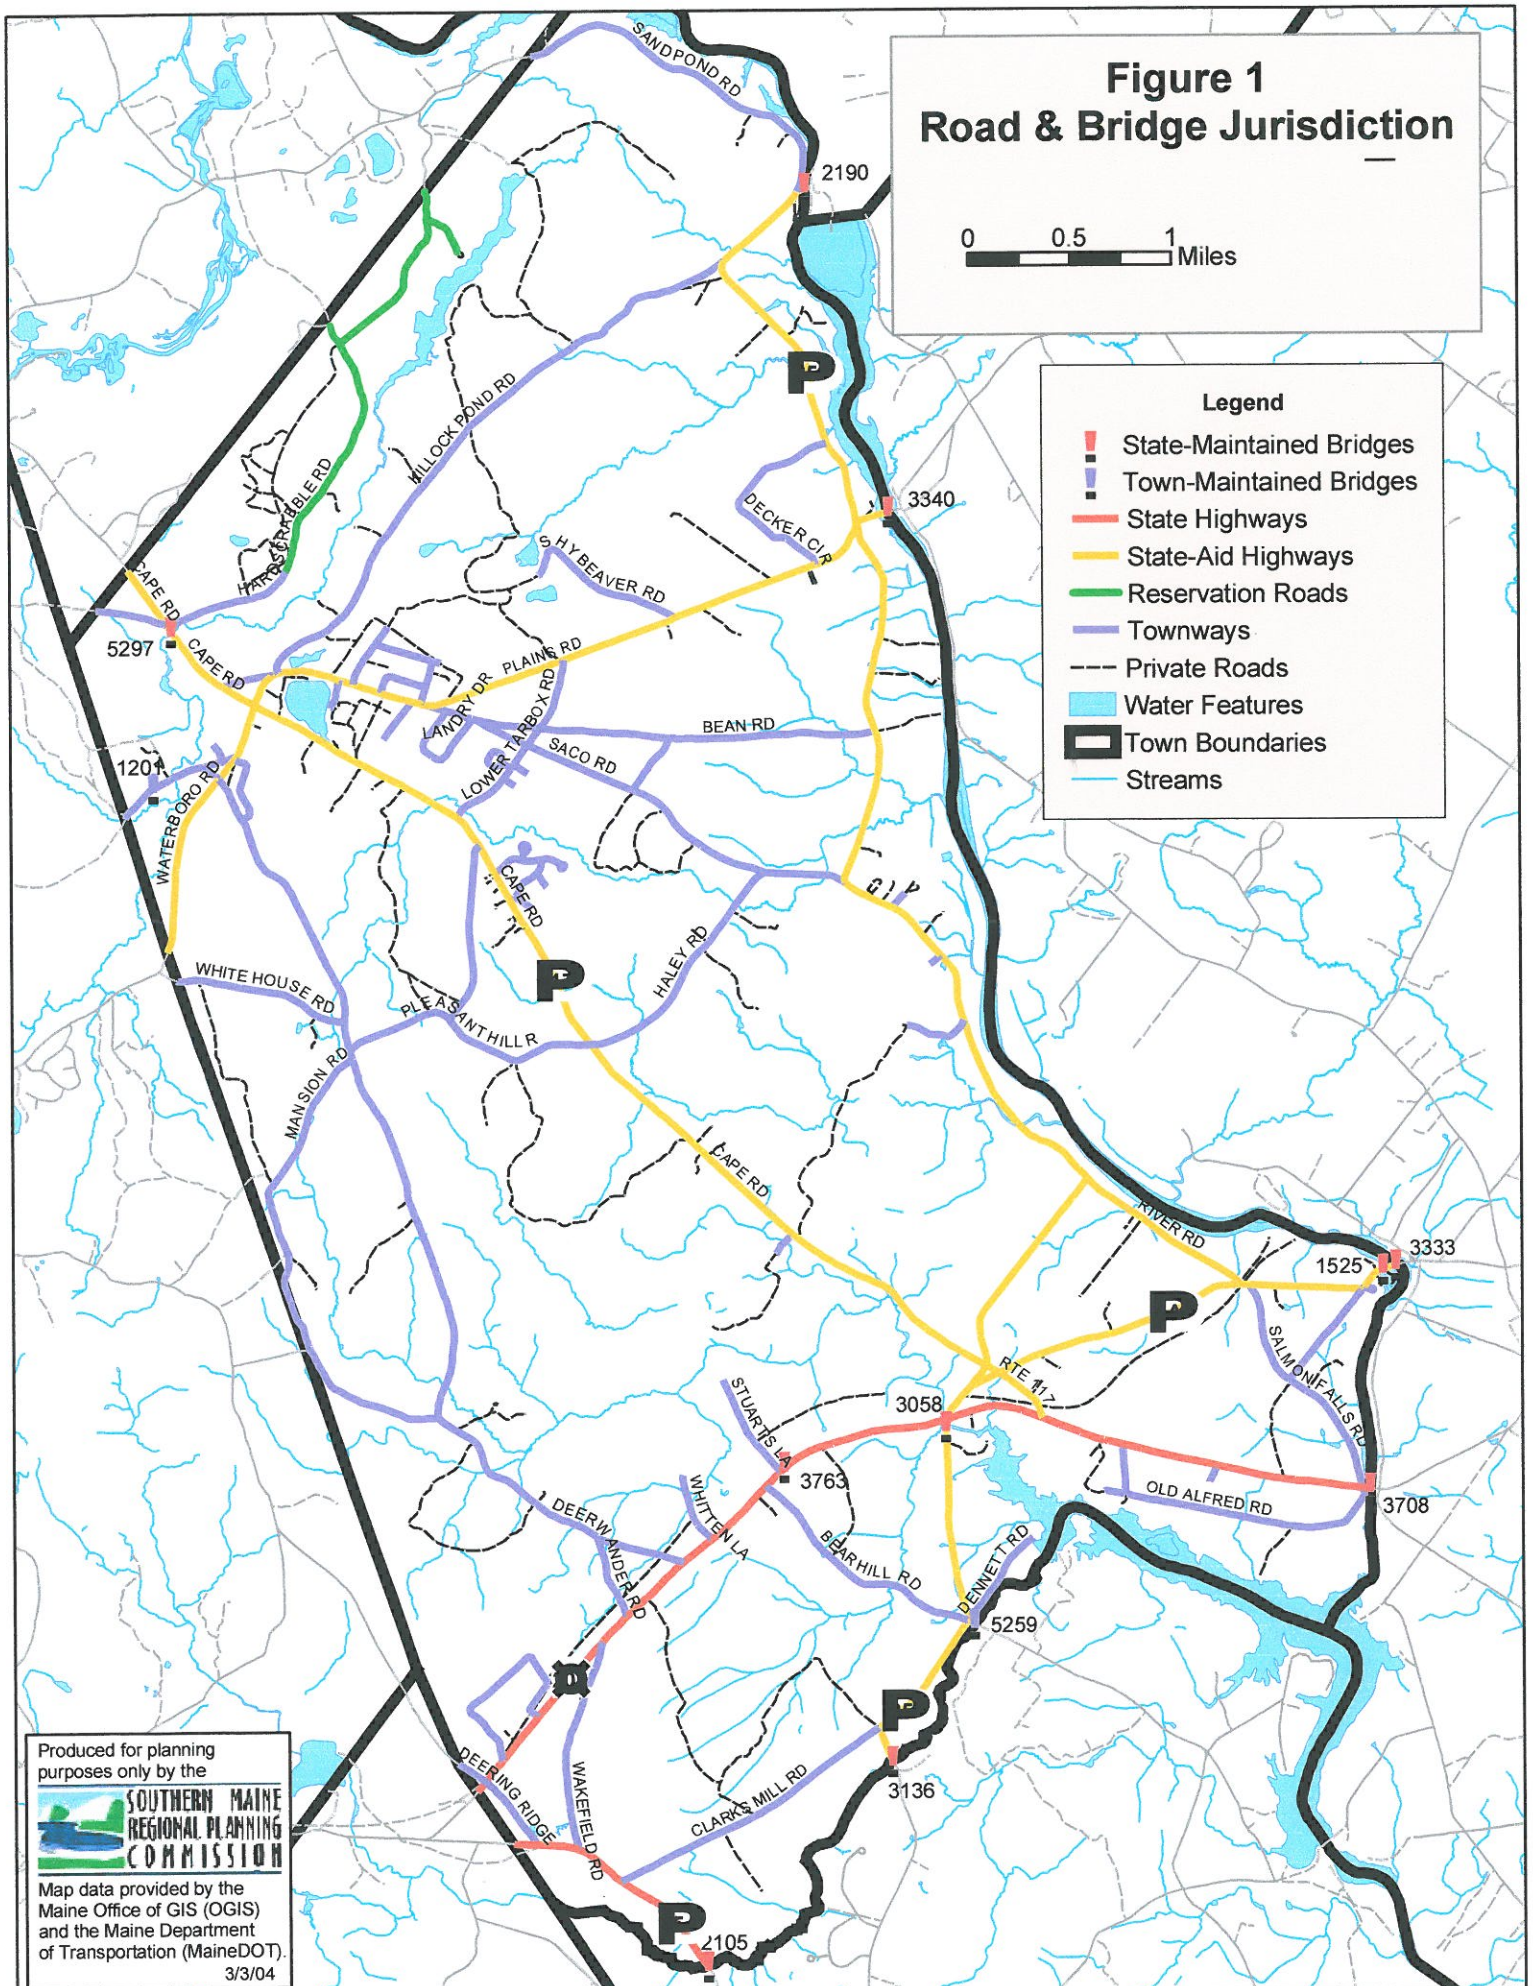 Figure 1
Road & Bridge Jurisdiction
0 0.5 1
Miles
Legend
State-Maintained Bridges
Town-Maintained Bridges
State Highways
State-Aid Highways
Reservation Roads
Townways
Private Roads
Water Features
Town Boundaries
Streams
SANDPOND RD
2190
P
KILLOCK POND RD
HARDSCRABBLE RD
DECKER CIR
3340
SHYBEAVER RD
CAPE RD
5297
CAPE RD
PLAINS RD
LANDRY DR
LOWER TARBOX RD
BEAN RD
SACO RD
1201
WATERBORO RD
CAPE RD
P
HALEY RD
WHITE HOUSE RD
PLEASANT HILL R
MANSION RD
CAPE RD
RIVER RD
3333
1525
P
SALMON FALLS RD
RTE 117
STUARTS LA
3058
3763
WHITTEN LA
OLD ALFRED RD
3708
DEERWANDER RD
BEAR HILL RD
DENNETT RD
5259
P
3136
DEERING RIDGE
WAKEFIELD RD
CLARKS MILL RD
P
2105
Produced for planning
purposes only by the
SOUTHERN MAINE
REGIONAL PLANNING
COMMISSION
Map data provided by the
Maine Office of GIS (OGIS)
and the Maine Department
of Transportation (MaineDOT).
3/3/04